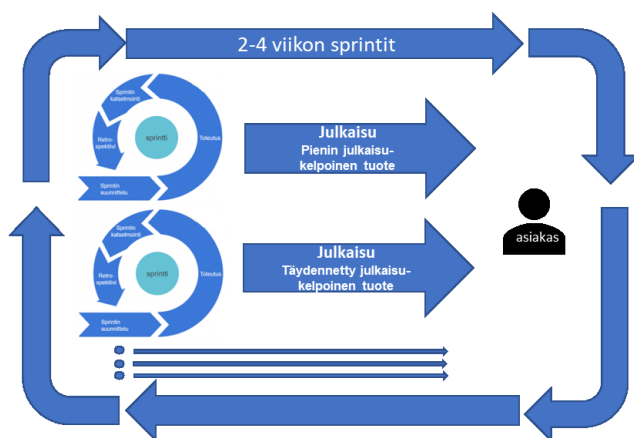 2-4 viikon sprintit
Sprintin
katselmointi
Retro-
spektiivi
sprintti
Toteutus
Sprintin
suunnittelu
Julkaisu
Pienin julkaisu-
kelpoinen tuote
asiakas
Sprintin
katselmointi
Retro-
spektiivi
sprintti
Toteutus
Sprintin
suunnittelu
Julkaisu
Täydennetty julkaisu-
kelpoinen tuote